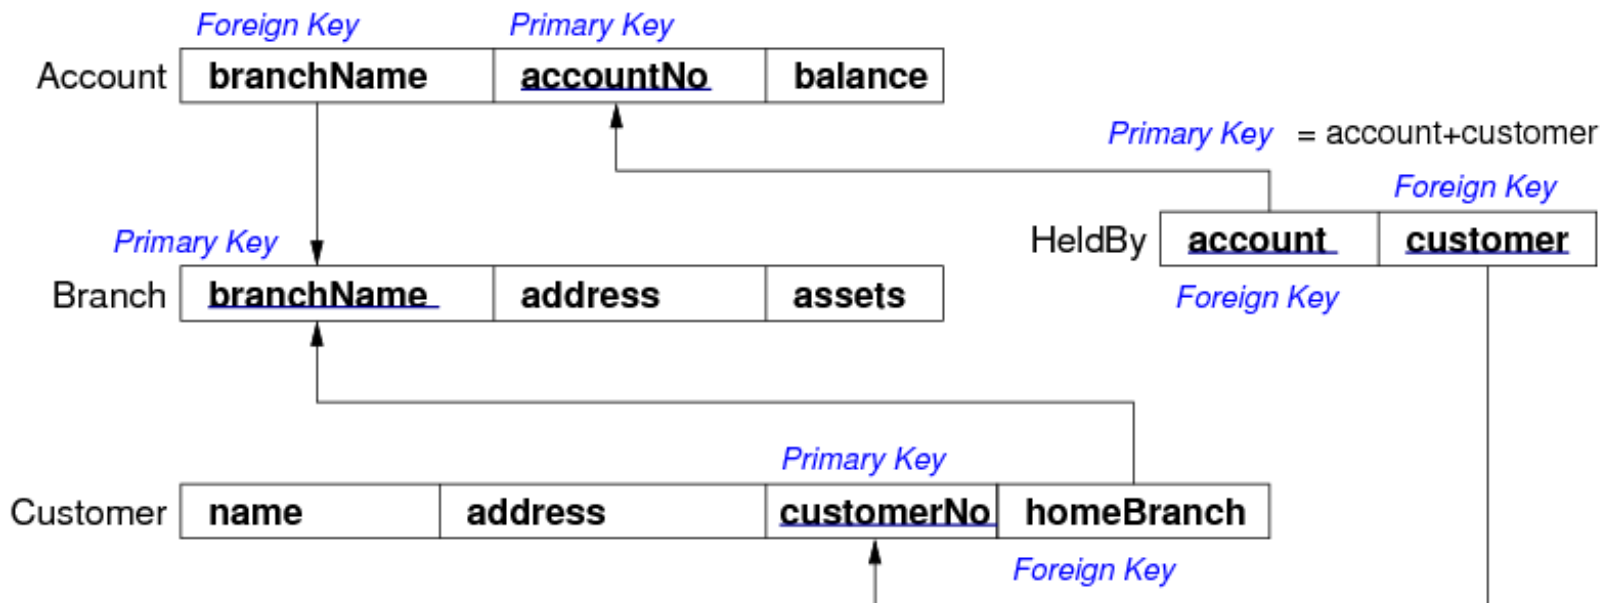 Foreign Key Primary Key
Account branchName accountNo balance
Primary Key = account+customer
Foreign Key
HeldBy account customer
Primary Key
Branch branchName address assets
Foreign Key
Primary Key
Customer name address customerNo homeBranch
Foreign Key